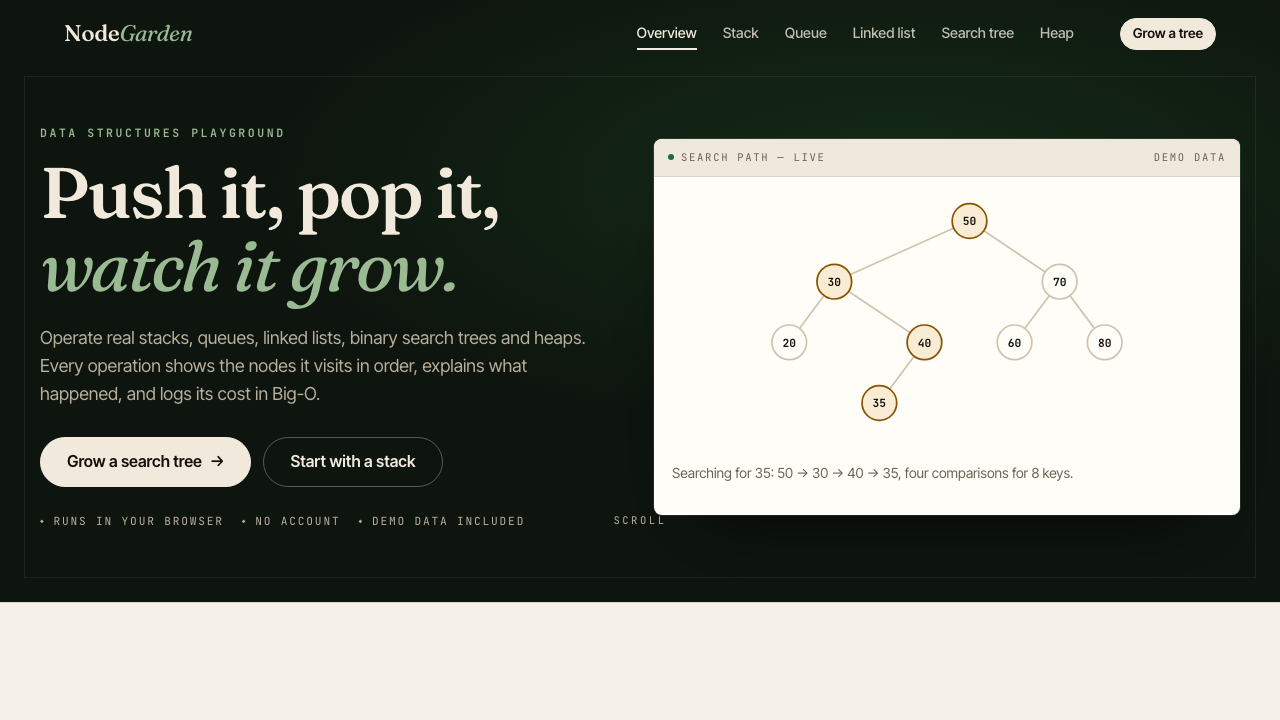 NodeGarden
Overview Stack Queue Linked list Search tree Heap Grow a tree
DATA STRUCTURES PLAYGROUND
Push it, pop it,
watch it grow.
Operate real stacks, queues, linked lists, binary search trees and heaps.
Every operation shows the nodes it visits in order, explains what
happened, and logs its cost in Big-O.
Grow a search tree →
Start with a stack
RUNS IN YOUR BROWSER
NO ACCOUNT
DEMO DATA INCLUDED
SCROLL
SEARCH PATH — LIVE
DEMO DATA
50
30 70
20 40 60 80
35
Searching for 35: 50 → 30 → 40 → 35, four comparisons for 8 keys.